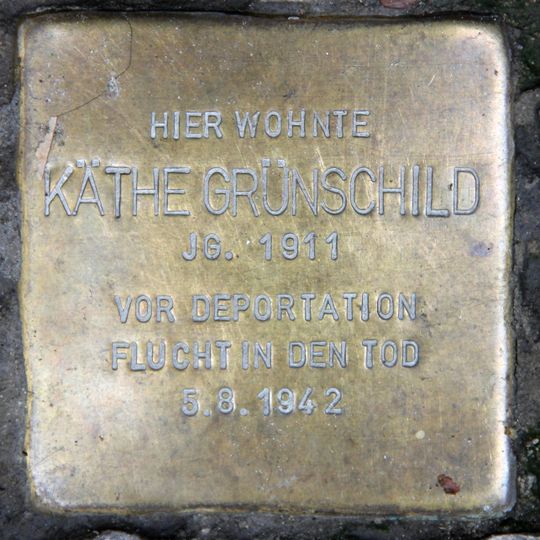 HIER WOHNTE
KÄTHE GRÜNSCHILD
JG. 1911
VOR DEPORTATION
FLUCHT IN DEN TOD
5.8.1942